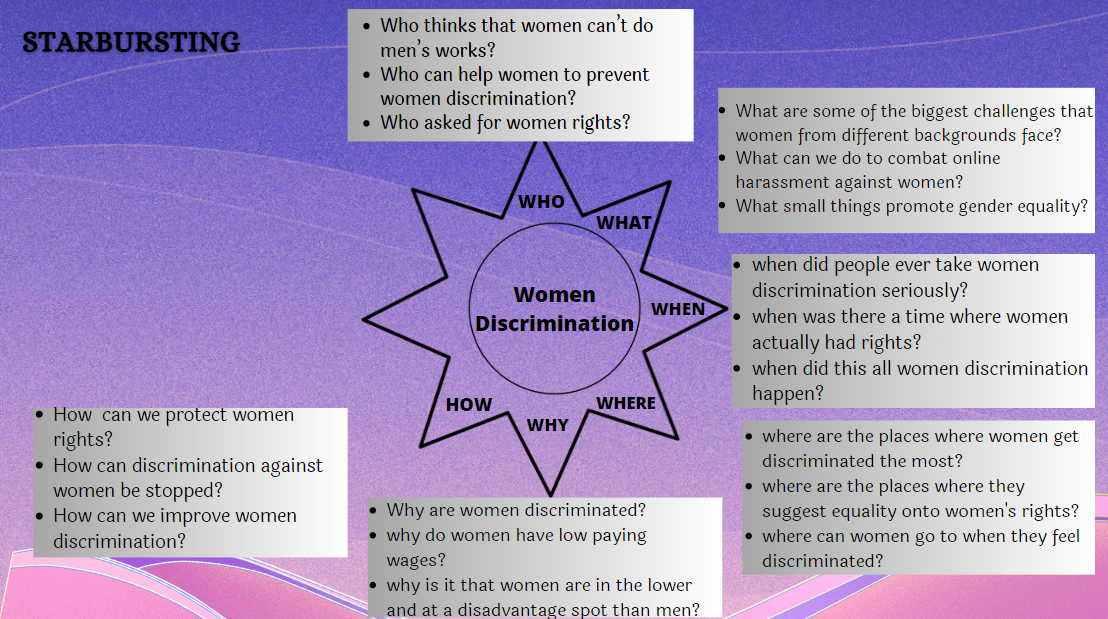 STARBURSTING
• Who thinks that women can't do
men's works?
• Who can help women to prevent
women discrimination?
• Who asked for women rights?
• What are some of the biggest challenges that
women from different backgrounds face?
• What can we do to combat online
harassment against women?
• What small things promote gender equality?
WHO
WHAT
WHEN
WHERE
WHY
HOW
Women
Discrimination
• when did people ever take women
discrimination seriously?
• when was there a time where women
actually had rights?
• when did this all women discrimination
happen?
• where are the places where women get
discriminated the most?
• where are the places where they
suggest equality onto women's rights?
• where can women go to when they feel
discriminated?
• Why are women discriminated?
• why do women have low paying
wages?
• why is it that women are in the lower
and at a disadvantage spot than men?
• How can we protect women
rights?
• How can discrimination against
women be stopped?
• How can we improve women
discrimination?